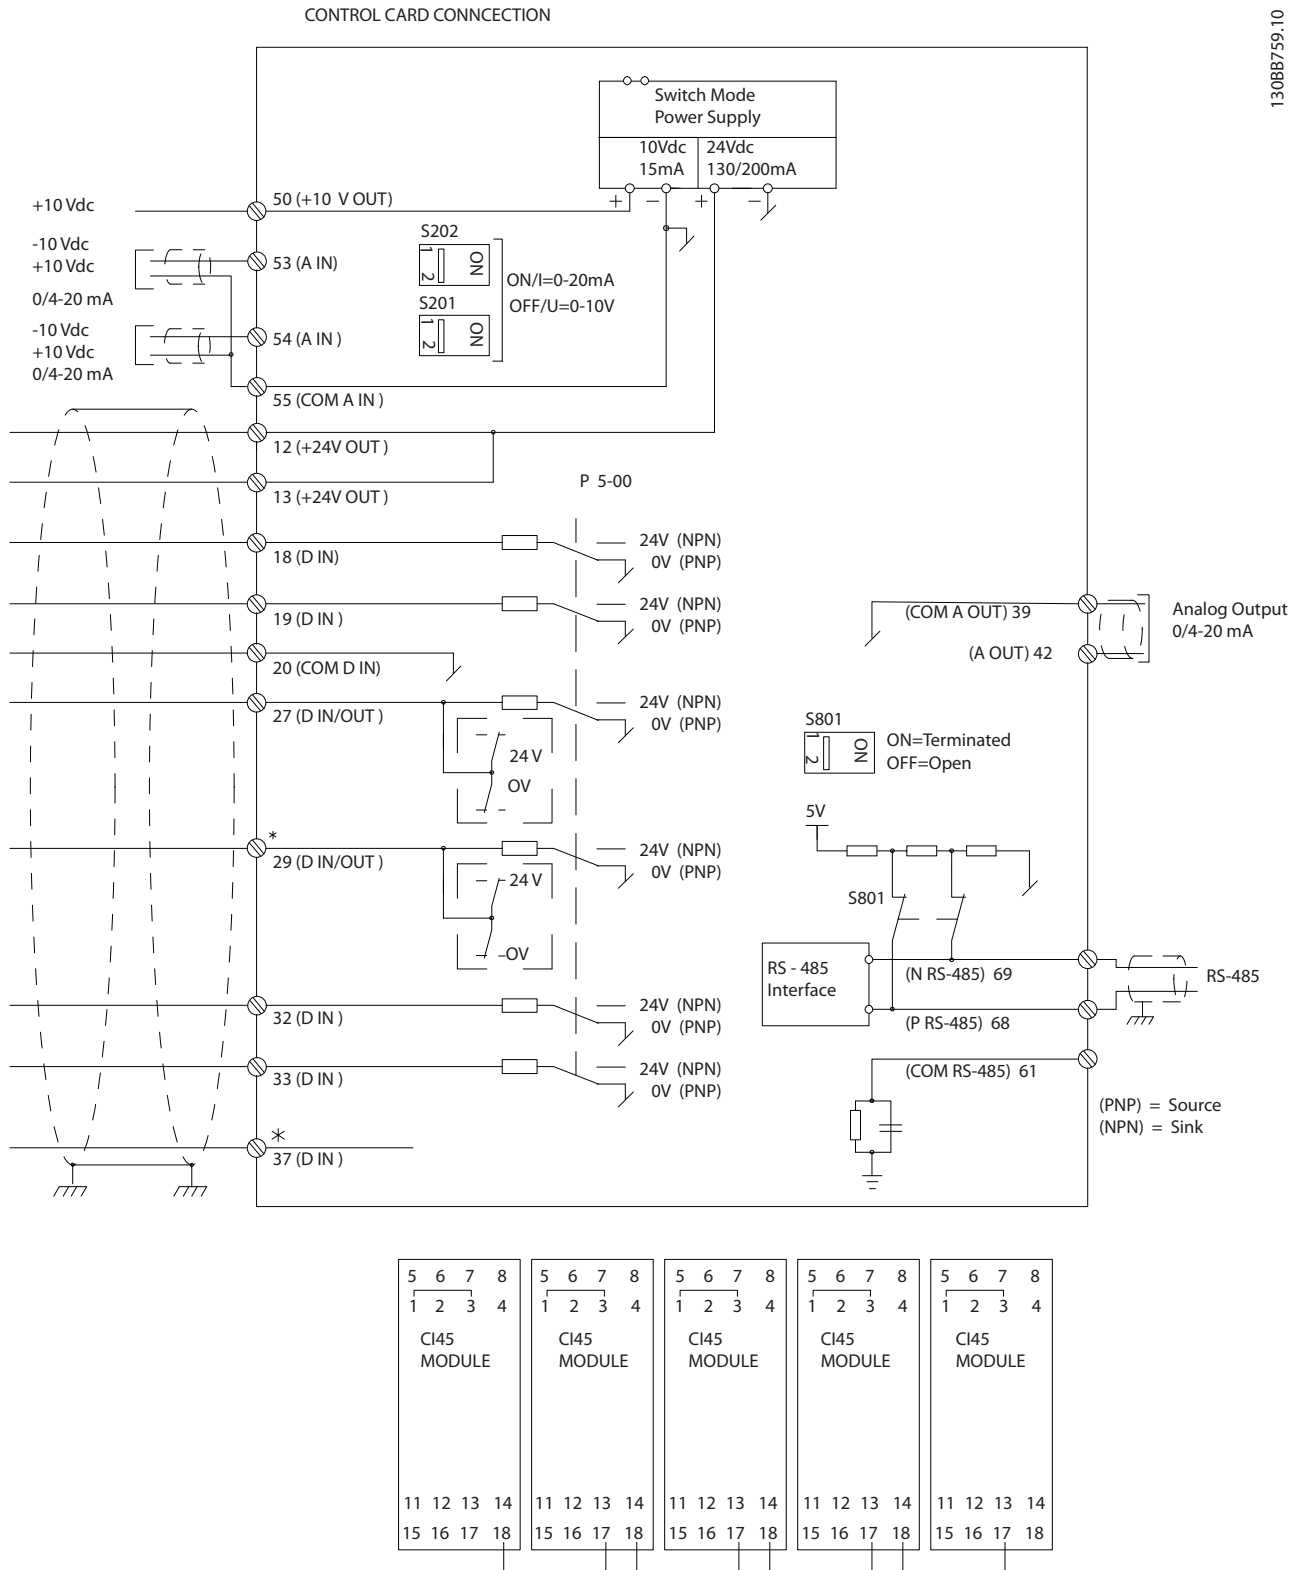 CONTROL CARD CONNCECTION
130BB759.10
Switch Mode
Power Supply
10Vdc
15mA
24Vdc
130/200mA
+ - + -
+10 Vdc
50 (+10 V OUT)
-10 Vdc
+10 Vdc
0/4-20 mA
53 (A IN)
S202
1 2 ON
ON/I=0-20mA
OFF/U=0-10V
S201
1 2 ON
-10 Vdc
+10 Vdc
0/4-20 mA
54 (A IN )
55 (COM A IN )
12 (+24V OUT )
13 (+24V OUT )
P 5-00
18 (D IN)
24V (NPN)
0V (PNP)
19 (D IN )
24V (NPN)
0V (PNP)
(COM A OUT) 39
Analog Output
0/4-20 mA
(A OUT) 42
20 (COM D IN)
27 (D IN/OUT )
24V (NPN)
0V (PNP)
24 V
OV
S801
1 2 ON
ON=Terminated
OFF=Open
5V
*
29 (D IN/OUT )
24V (NPN)
0V (PNP)
24 V
OV
S801
RS - 485
Interface
(N RS-485) 69
RS-485
(P RS-485) 68
(COM RS-485) 61
32 (D IN )
24V (NPN)
0V (PNP)
33 (D IN )
24V (NPN)
0V (PNP)
(PNP) = Source
(NPN) = Sink
*
37 (D IN )
5 6 7 8
1 2 3 4
CI45
MODULE
11 12 13 14
15 16 17 18
5 6 7 8
1 2 3 4
CI45
MODULE
11 12 13 14
15 16 17 18
5 6 7 8
1 2 3 4
CI45
MODULE
11 12 13 14
15 16 17 18
5 6 7 8
1 2 3 4
CI45
MODULE
11 12 13 14
15 16 17 18
5 6 7 8
1 2 3 4
CI45
MODULE
11 12 13 14
15 16 17 18